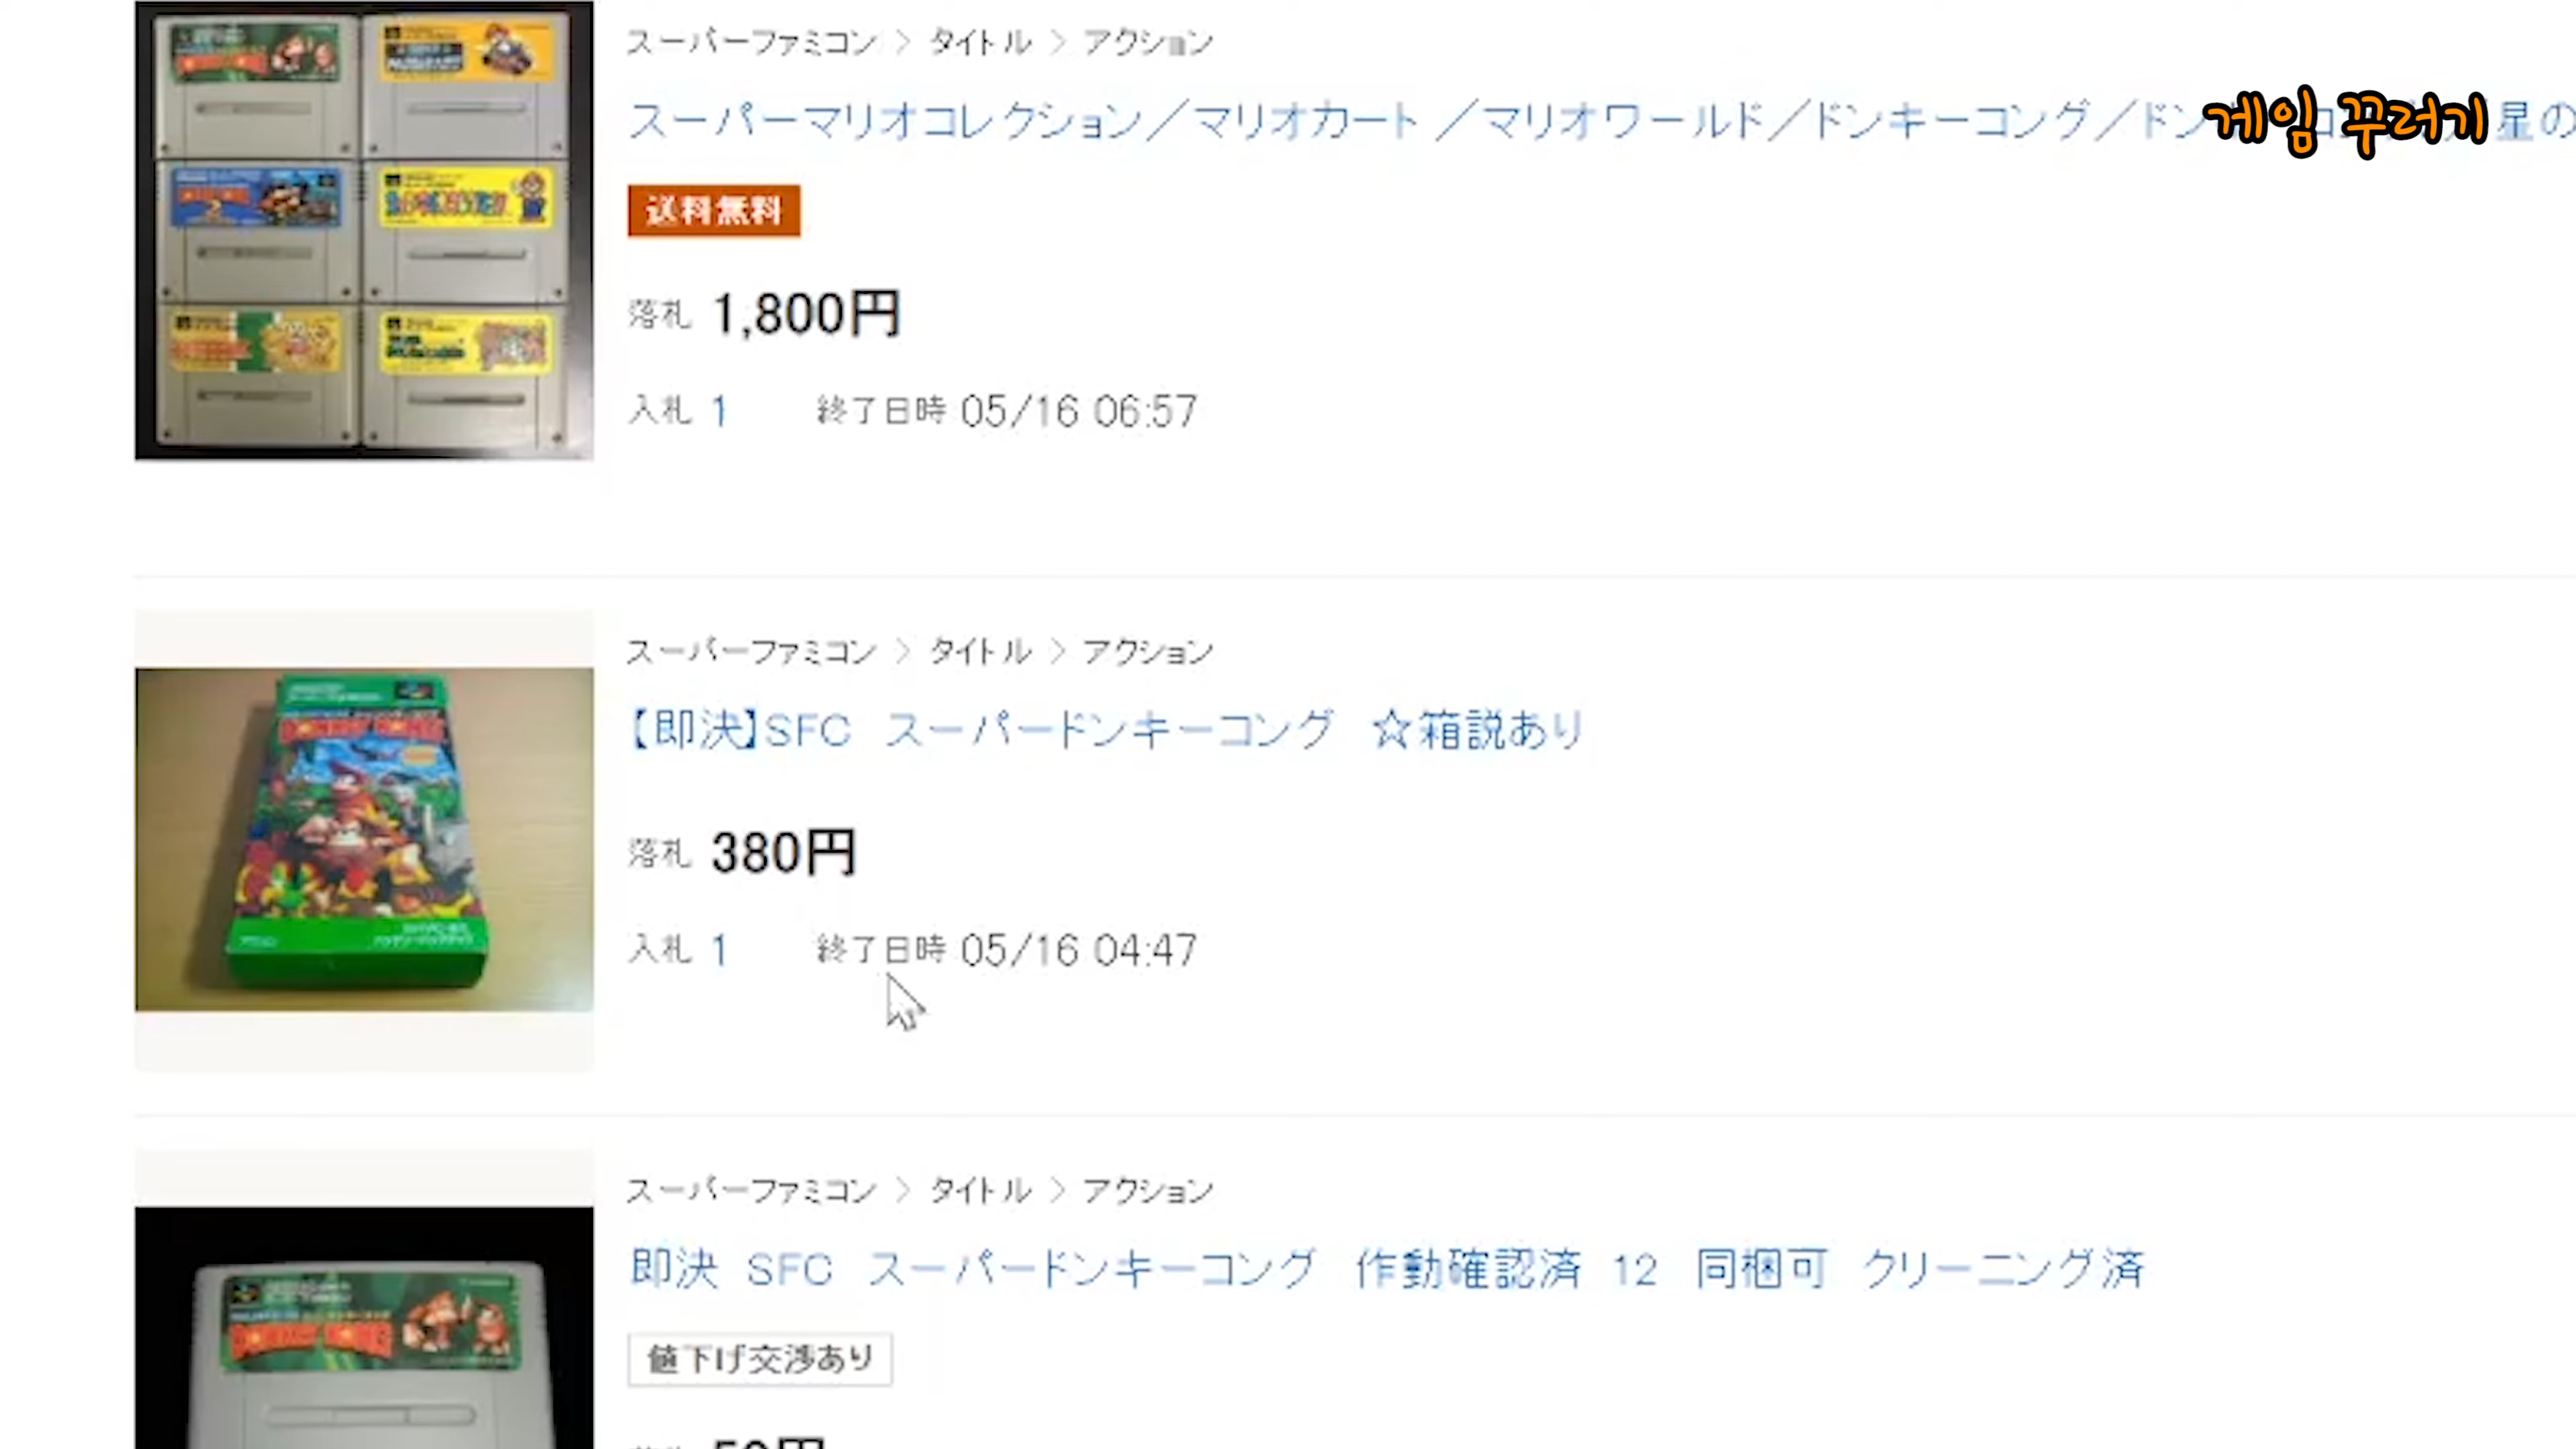 スーパーファミコン > タイトル > アクション
スーパーマリオコレクション／マリオカート ／マリオワールド／ドンキーコング／ドン
게임 꾸러기
星の
送料無料
落札 1,800円
入札 1 終了日時 05/16 06:57
スーパーファミコン > タイトル > アクション
【即決】SFC スーパードンキーコング ☆箱説あり
落札 380円
入札 1 終了日時 05/16 04:47
DONKEY KONG
スーパーファミコン > タイトル > アクション
即決 SFC スーパードンキーコング 作動確認済 12 同梱可 クリーニング済
DONKEY KONG
値下げ交渉あり